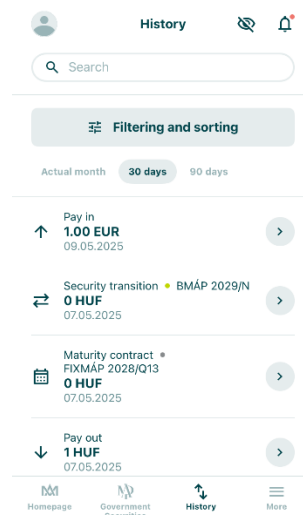 History
Search
Filtering and sorting
Actual month 30 days 90 days
Pay in
1.00 EUR
09.05.2025
Security transition • BMÁP 2029/N
0 HUF
07.05.2025
Maturity contract •
FIXMÁP 2028/Q13
0 HUF
07.05.2025
Pay out
1 HUF
07.05.2025
Homepage Government History More
Securities